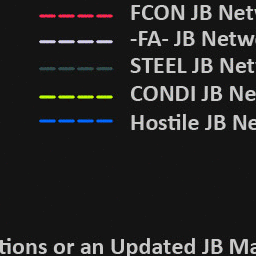 FCON JB Netw
-FA- JB Netwo
STEEL JB Net
CONDI JB Ne
Hostile JB Ne
tions or an Updated JB Ma